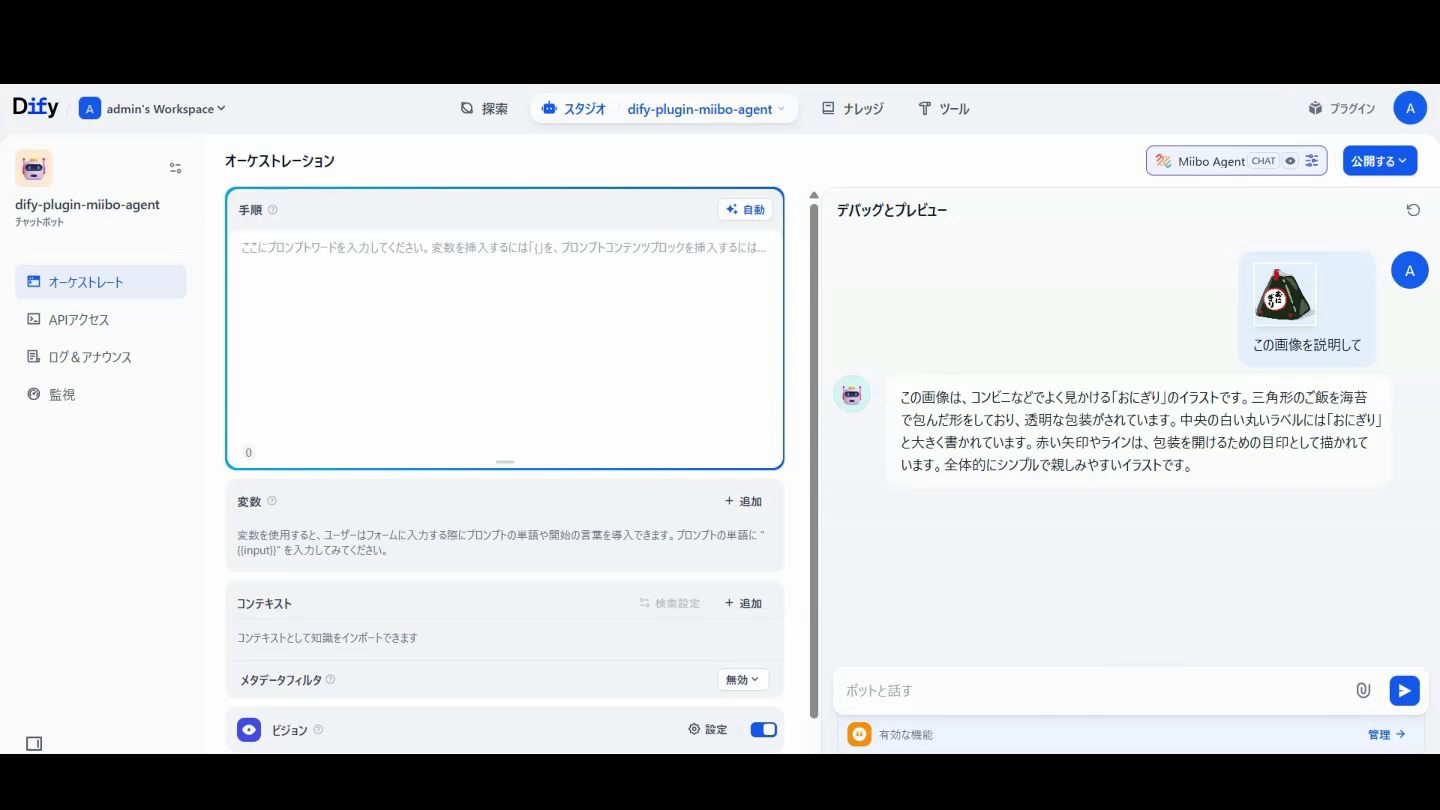 Dify
A admin's Workspace
探索
スタジオ
dify-plugin-miibo-agent
ナレッジ
ツール
プラグイン
A
dify-plugin-miibo-agent
チャットボット
オーケストレート
APIアクセス
ログ＆アナウンス
監視
オーケストレーション
Miibo Agent CHAT
公開する
手順
自動
ここにプロンプトワードを入力してください。変数を挿入するには「{」を、プロンプトコンテンツブロックを挿入するには...
0
変数
+ 追加
変数を使用すると、ユーザーはフォームに入力する際にプロンプトの単語や開始の言葉を導入できます。プロンプトの単語に "
{{input}}" を入力してみてください。
コンテキスト
検索設定
+ 追加
コンテキストとして知識をインポートできます
メタデータフィルタ
無効
ビジョン
設定
デバッグとプレビュー
おに
ぎり
この画像を説明して
A
この画像は、コンビニなどでよく見かける「おにぎり」のイラストです。三角形のご飯を海苔
で包んだ形をしており、透明な包装がされています。中央の白い丸いラベルには「おにぎり」
と大きく書かれています。赤い矢印やラインは、包装を開けるための目印として描かれて
います。全体的にシンプルで親しみやすいイラストです。
ボットと話す
有効な機能
管理 →